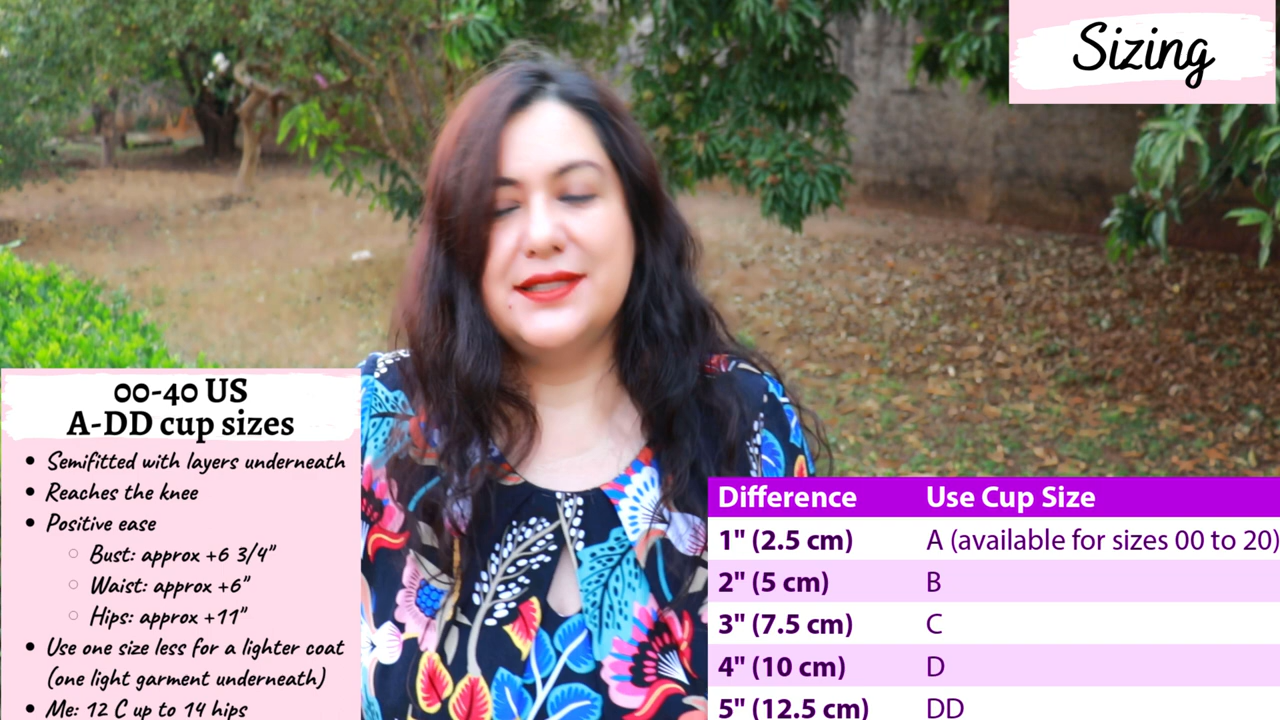 Sizing
00-40 US
A-DD cup sizes
• Semifitted with layers underneath
• Reaches the knee
• Positive ease
○ Bust: approx +6 3/4"
○ Waist: approx +6"
○ Hips: approx +11"
• Use one size less for a lighter coat
(one light garment underneath)
• Me: 12 C up to 14 hips
Difference Use Cup Size
1" (2.5 cm) A (available for sizes 00 to 20)
2" (5 cm) B
3" (7.5 cm) C
4" (10 cm) D
5" (12.5 cm) DD